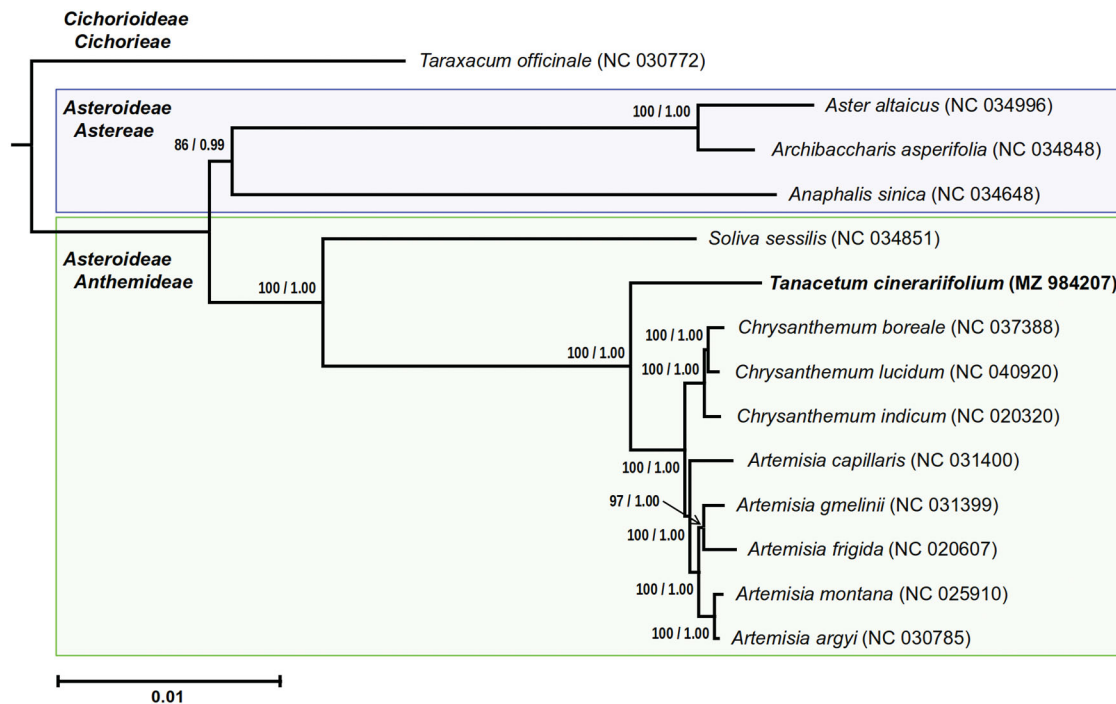 Cichorioideae
Cichorieae
Taraxacum officinale (NC 030772)
Asteroideae
Astereae
100 / 1.00
Aster altaicus (NC 034996)
86 / 0.99
Archibaccharis asperifolia (NC 034848)
Anaphalis sinica (NC 034648)
Asteroideae
Anthemideae
Soliva sessilis (NC 034851)
100 / 1.00
Tanacetum cinerariifolium (MZ 984207)
100 / 1.00
100 / 1.00
Chrysanthemum boreale (NC 037388)
100 / 1.00
Chrysanthemum lucidum (NC 040920)
Chrysanthemum indicum (NC 020320)
100 / 1.00
Artemisia capillaris (NC 031400)
97 / 1.00
Artemisia gmelinii (NC 031399)
100 / 1.00
Artemisia frigida (NC 020607)
100 / 1.00
Artemisia montana (NC 025910)
100 / 1.00
Artemisia argyi (NC 030785)
0.01